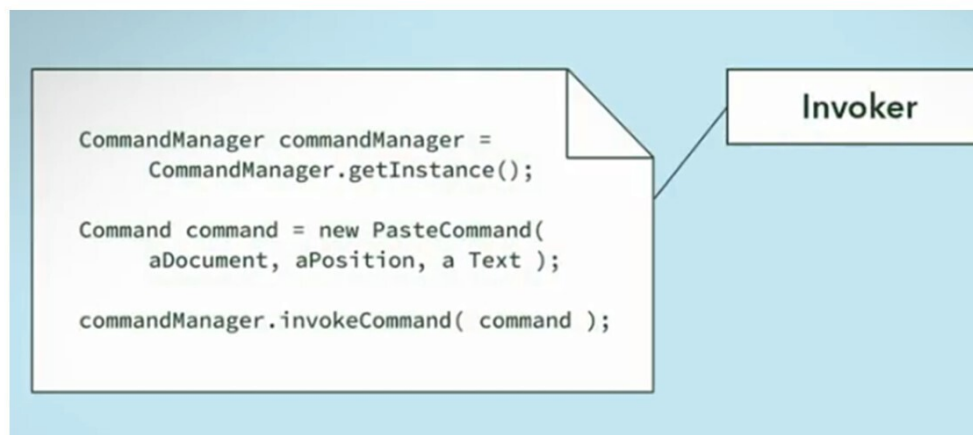 CommandManager commandManager =
CommandManager.getInstance();
Command command = new PasteCommand(
aDocument, aPosition, a Text );
commandManager.invokeCommand( command );
Invoker